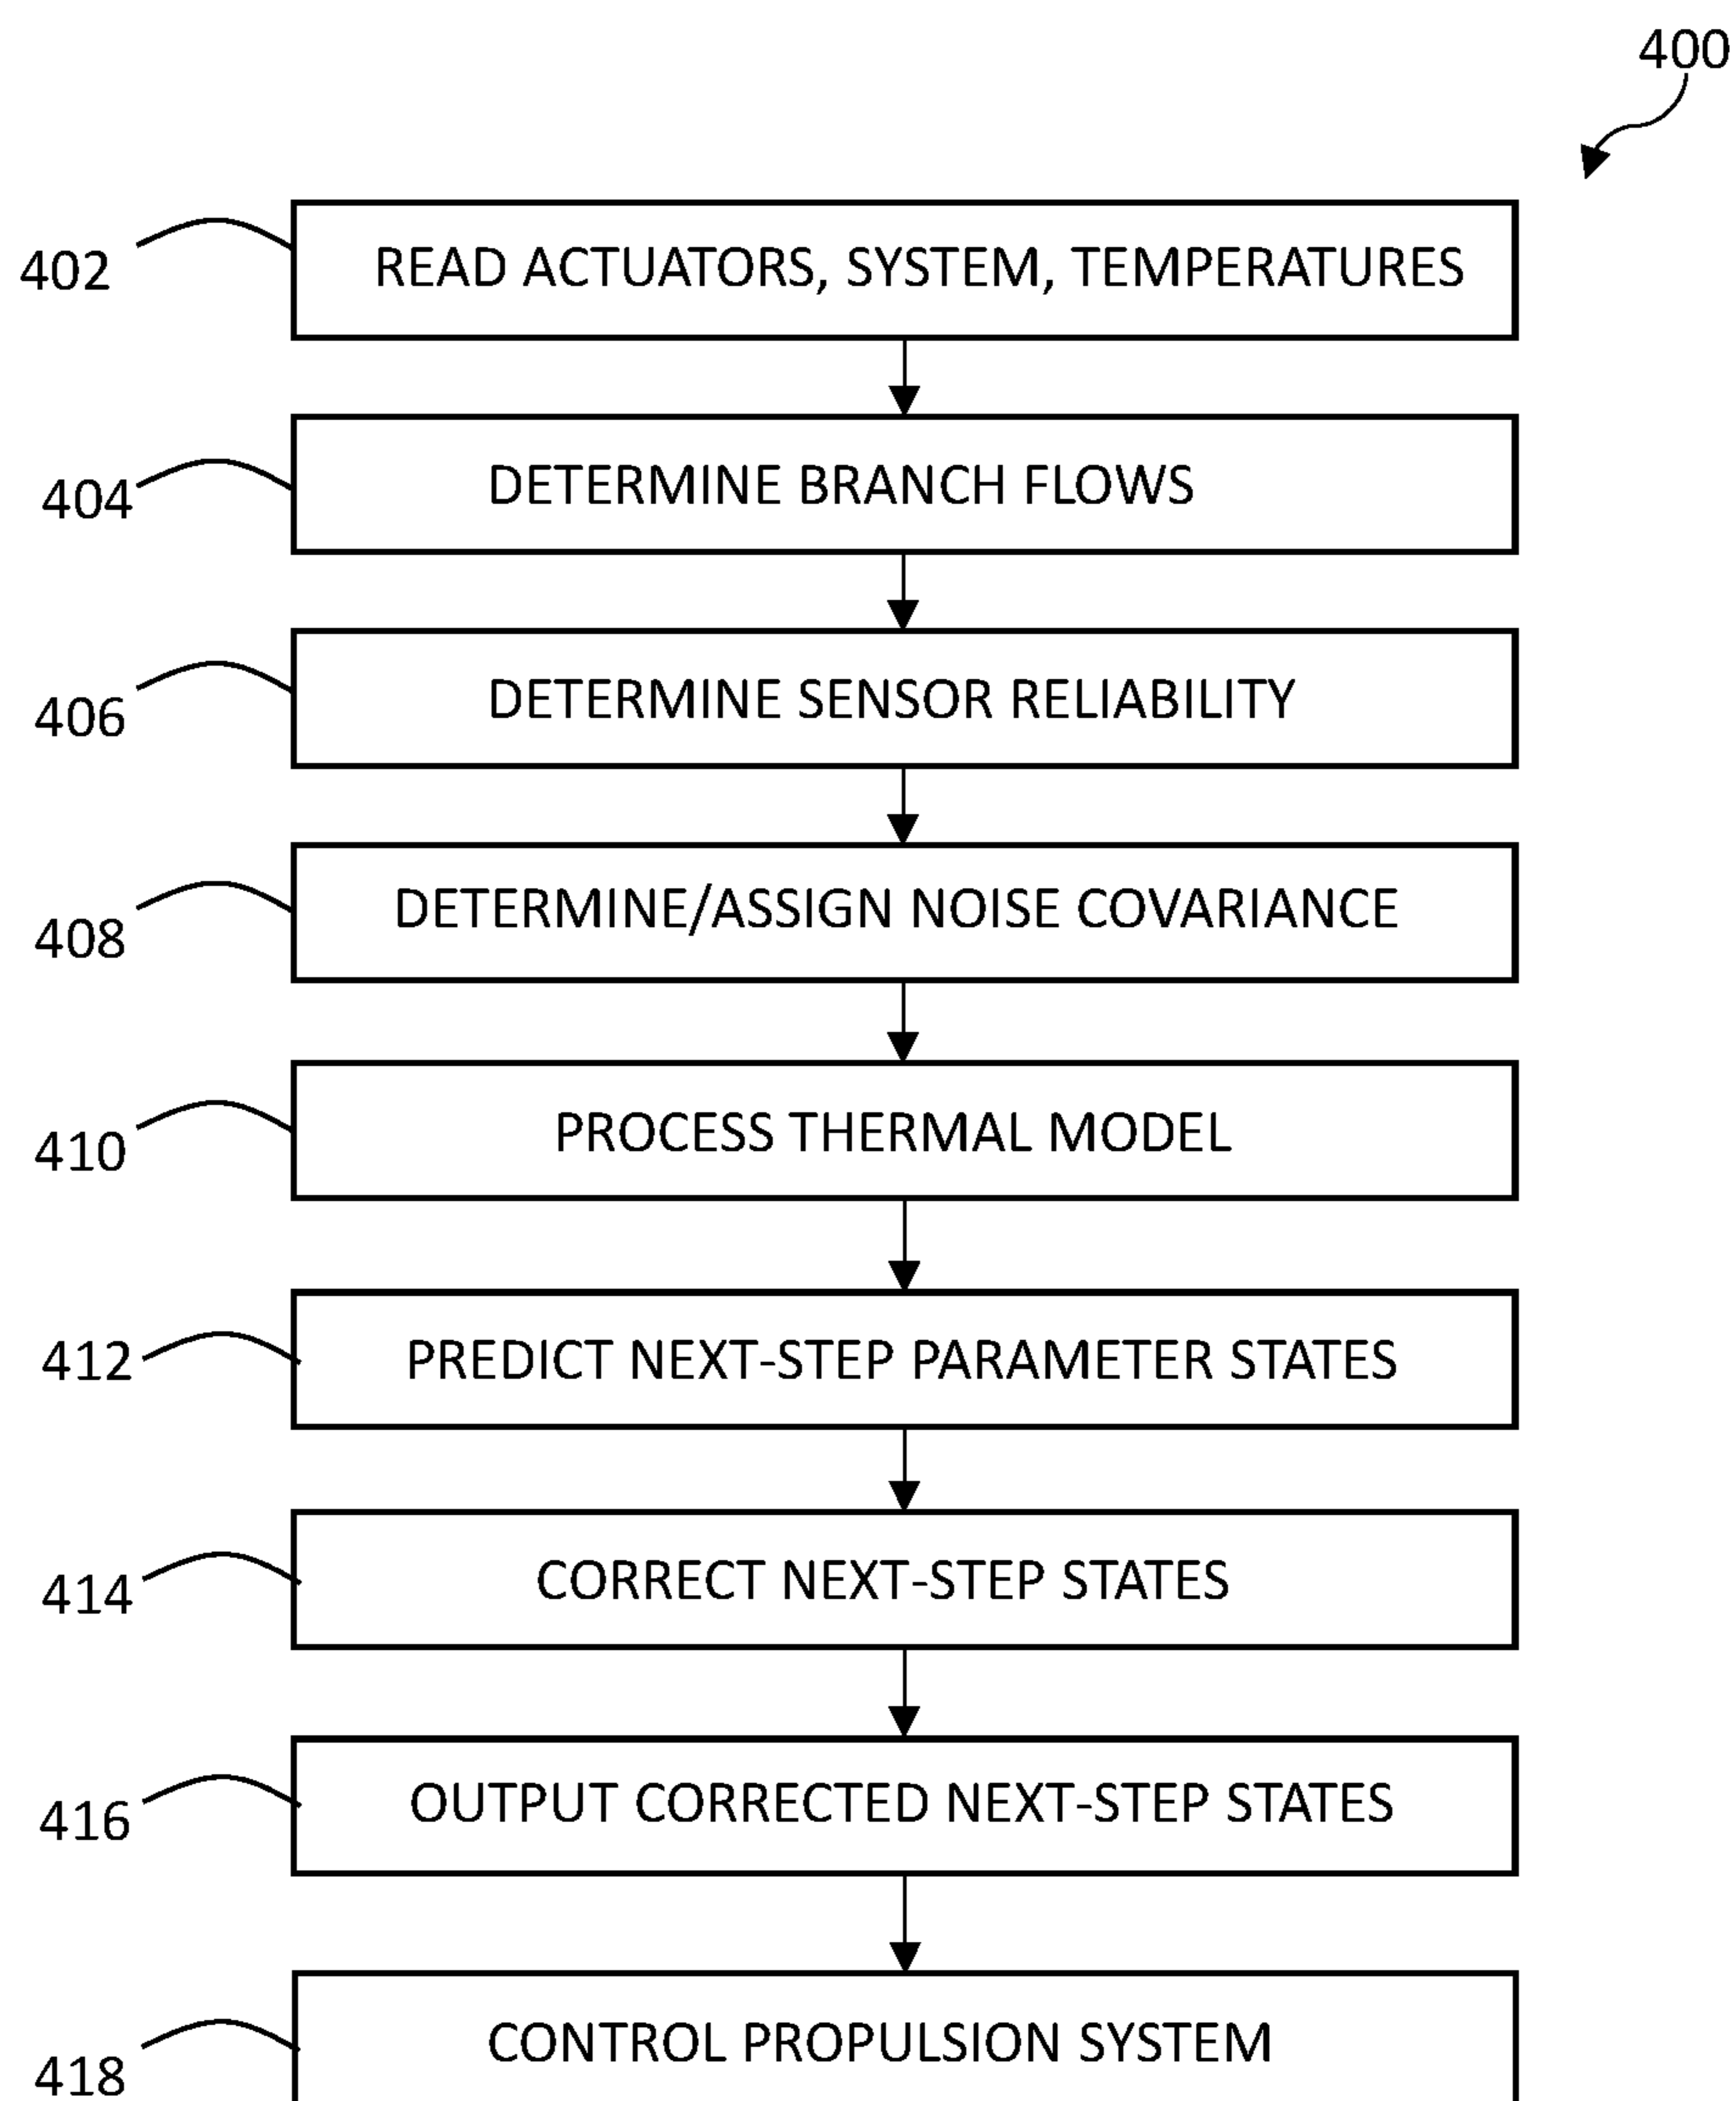 400
402 READ ACTUATORS, SYSTEM, TEMPERATURES
404 DETERMINE BRANCH FLOWS
406 DETERMINE SENSOR RELIABILITY
408 DETERMINE/ASSIGN NOISE COVARIANCE
410 PROCESS THERMAL MODEL
412 PREDICT NEXT-STEP PARAMETER STATES
414 CORRECT NEXT-STEP STATES
416 OUTPUT CORRECTED NEXT-STEP STATES
418 CONTROL PROPULSION SYSTEM